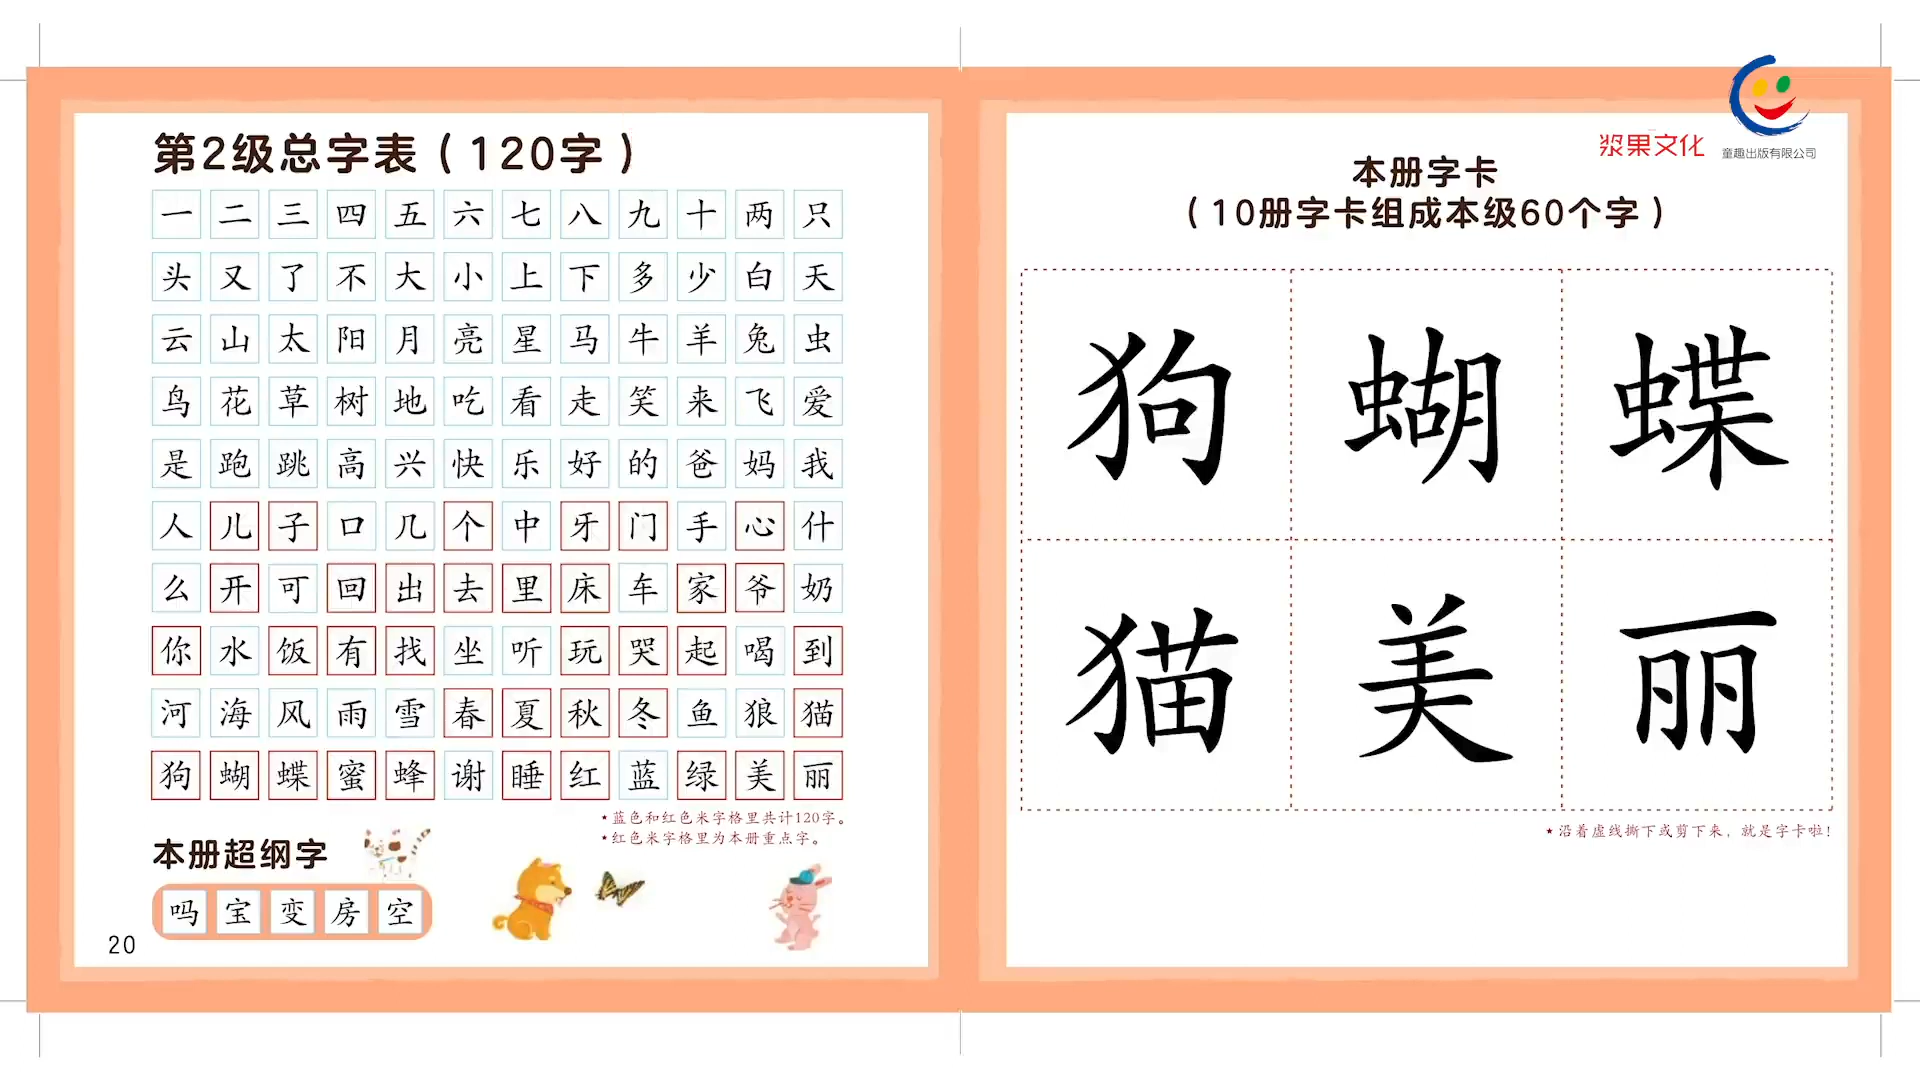 第2级总字表（120字）
一 二 三 四 五 六 七 八 九 十 两 只
头 又 了 不 大 小 上 下 多 少 白 天
云 山 太 阳 月 亮 星 马 牛 羊 兔 虫
鸟 花 草 树 地 吃 看 走 笑 来 飞 爱
是 跑 跳 高 兴 快 乐 好 的 爸 妈 我
人 儿 子 口 几 个 中 牙 门 手 心 什
么 开 可 回 出 去 里 床 车 家 爷 奶
你 水 饭 有 找 坐 听 玩 哭 起 喝 到
河 海 风 雨 雪 春 夏 秋 冬 鱼 狼 猫
狗 蝴 蝶 蜜 蜂 谢 睡 红 蓝 绿 美 丽
★蓝色和红色米字格里共计120字。
★红色米字格里为本册重点字。
本册超纲字
吗 宝 变 房 空
20
浆果文化
童趣出版有限公司
本册字卡
（10册字卡组成本级60个字）
狗 蝴 蝶
猫 美 丽
★沿着虚线撕下或剪下来，就是字卡啦！